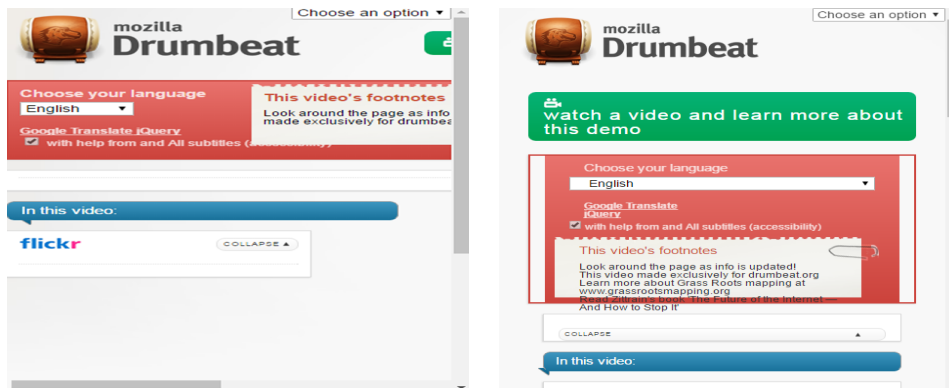 Choose an option
mozilla
Drumbeat
Choose your language
English
Google Translate jQuery
with help from and All subtitles (accessibility)
This video's footnotes
Look around the page as info
made exclusively for drumbea
In this video:
flickr
COLLAPSE
Choose an option
mozilla
Drumbeat
watch a video and learn more about
this demo
Choose your language
English
Google Translate
jQuery
with help from and All subtitles (accessibility)
This video's footnotes
Look around the page as info is updated!
This video made exclusively for drumbeat.org
Learn more about Grass Roots mapping at
www.grassrootsmapping.org
Read Zittrain's book 'The Future of the Internet —
And How to Stop It'
COLLAPSE
In this video: